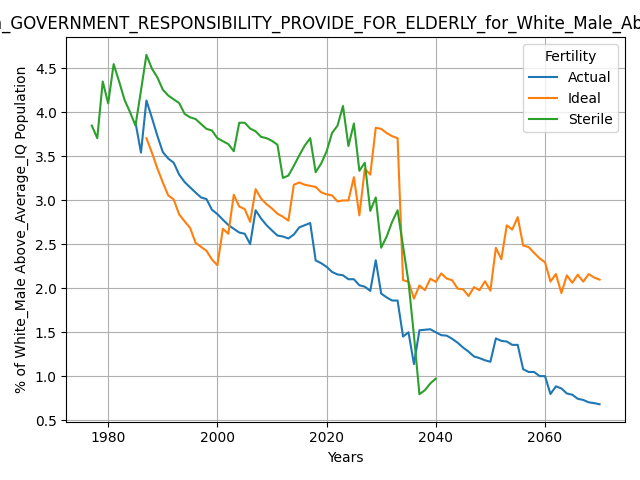 GOVERNMENT_RESPONSIBILITY_PROVIDE_FOR_ELDERLY_for_White_Male_Ab
Fertility
Actual
Ideal
Sterile
% of White_Male Above_Average_IQ Population
4.5
4.0
3.5
3.0
2.5
2.0
1.5
1.0
0.5
1980 2000 2020 2040 2060
Years